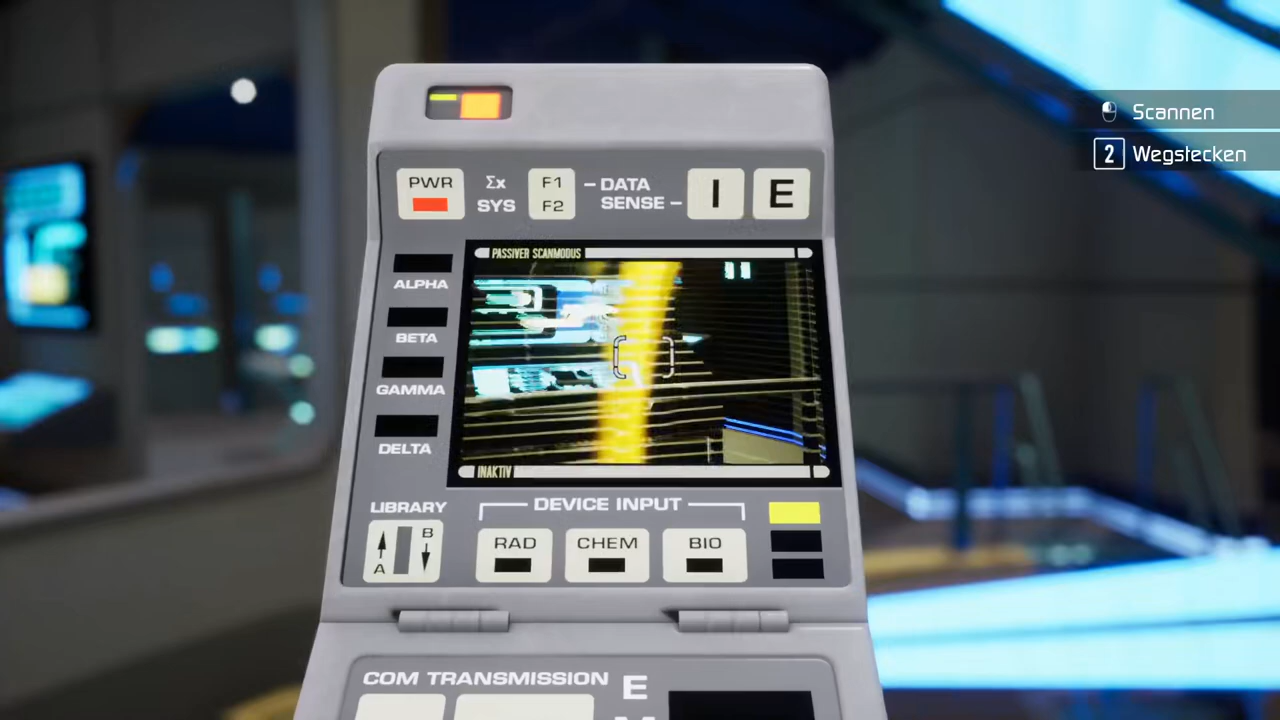 Scannen
2 Wegstecken
PWR
Σx
SYS
F1
F2
– DATA
SENSE –
I
E
PASSIVER SCANMODUS
ALPHA
BETA
GAMMA
DELTA
INAKTIV
LIBRARY
B
A
DEVICE INPUT
RAD
CHEM
BIO
COM TRANSMISSION
E